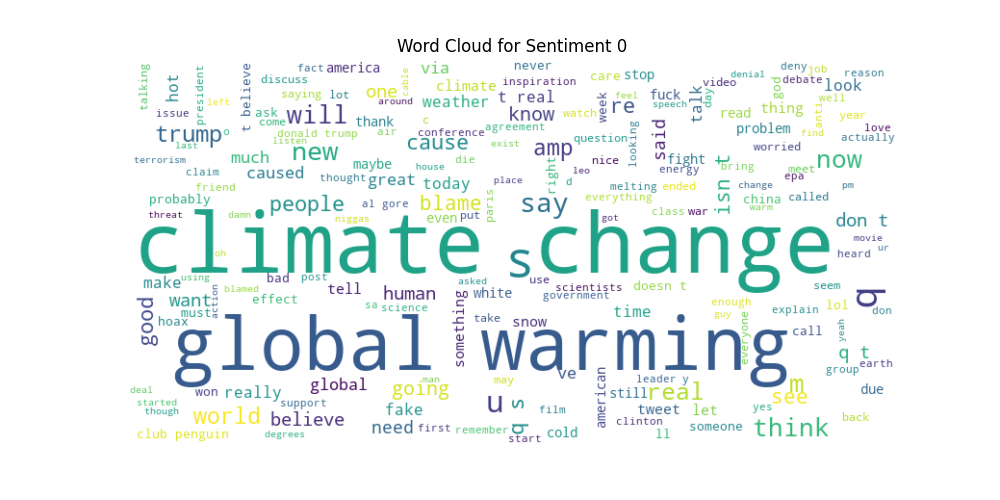 Word Cloud for Sentiment 0
talking
hot
fact
president
america
t believe
cable
via
never
care
stop
deny
job
reason
discuss
climate
inspiration
video
denial
debate
look
saying
lot
one
weather
t real
week
fuck
talk
day
god
well
issue
left
ask
will
around
know
re
speech
feel
read
thing
anti
year
trump
o
come
thank
c
agreement
watch
said
problem
love
donald trump
air
conference
question
looking
find
actually
last
listen
new
cause
exist
amp
fight
worried
terrorism
much
maybe
die
right
nice
isn t
bring
meet
now
claim
caused
thought
house
leo
energy
epa
friend
great
today
place
d
melting
ended
change
pm
probably
people
al gore
blame
paris
say
everything
china
called
threat
damn
niggas
put
even
got
class
war
warm
don t
climate change
s
movie
oh
ur
heard
make
using
bad
post
asked
use
scientists
doesn t
seem
q
action
blamed
tell
human
something
white
government
enough
lol
want
effect
sa
science
time
guy
explain
don
good
must
hoax
take
snow
everyone
call
yeah
global warming
q t
group
earth
ve
deal
won
really
global
going
man
may
american
leader y
still
real
m
see
due
started
support
u
s
film
tweet
let
yes
though
world
believe
fake
need
first
remember
q
start
cold
clinton
someone
think
back
club penguin
degrees
ll